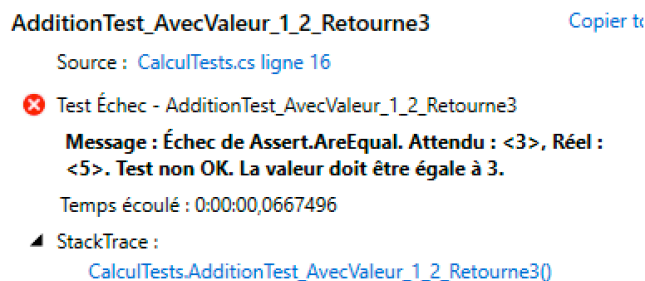 AdditionTest_AvecValeur_1_2_Retourne3 Copier
Source : CalculTests.cs ligne 16
Test Échec - AdditionTest_AvecValeur_1_2_Retourne3
Message : Échec de Assert.AreEqual. Attendu : <3>, Réel :
<5>. Test non OK. La valeur doit être égale à 3.
Temps écoulé : 0:00:00,0667496
StackTrace :
CalculTests.AdditionTest_AvecValeur_1_2_Retourne3()